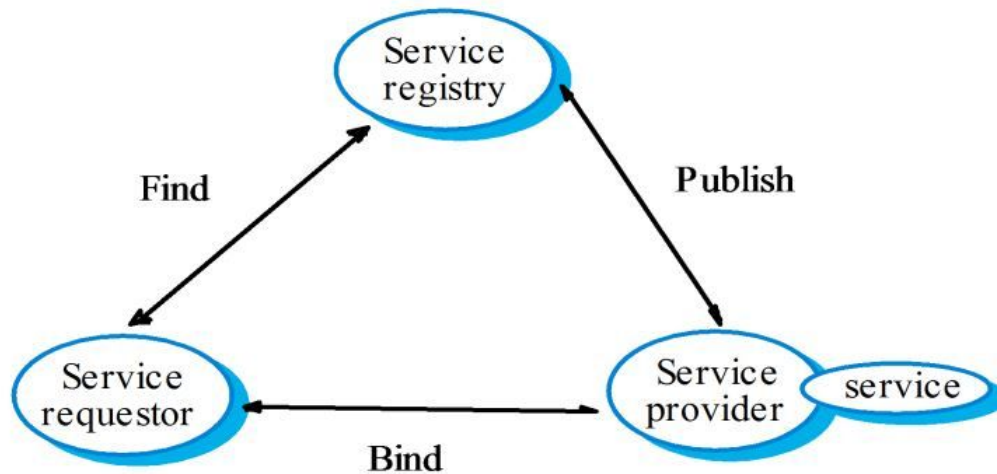 Service
registry
Find
Publish
Service
requestor
Service
provider
service
Bind